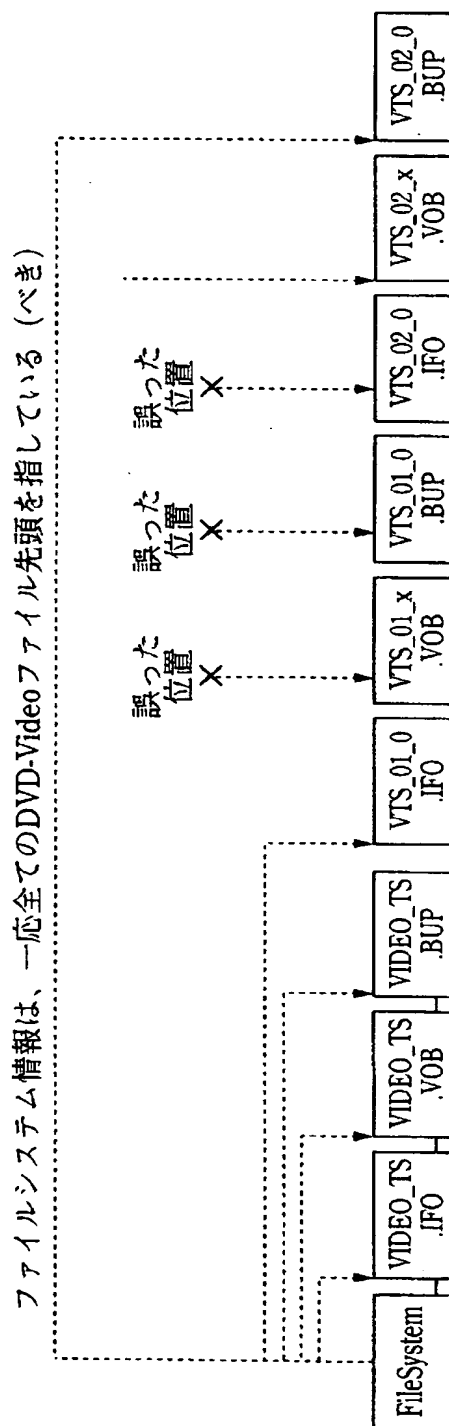 ファイルシステム情報は、一応全てのDVD-Videoファイル先頭を指している (べき)
誤った
位置
誤った
位置
誤った
位置
FileSystem
VIDEO_TS
.IFO
VIDEO_TS
.VOB
VIDEO_TS
.BUP
VTS_01_0
.IFO
VTS_01_x
.VOB
VTS_01_0
.BUP
VTS_02_0
.IFO
VTS_02_x
.VOB
VTS_02_0
.BUP